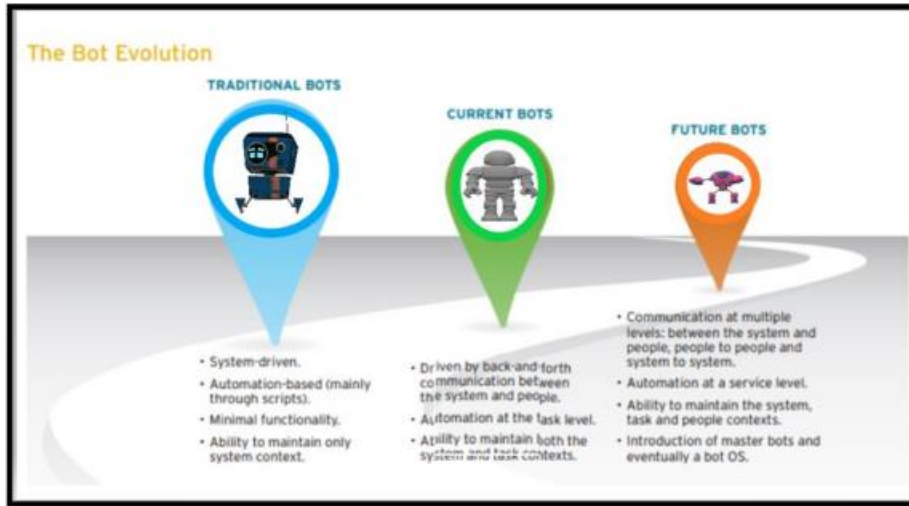 The Bot Evolution
TRADITIONAL BOTS
• System-driven.
• Automation-based (mainly
through scripts).
• Minimal functionality.
• Ability to maintain only
system context.
CURRENT BOTS
• Driven by back-and-forth
communication between
the system and people.
• Automation at the task level.
• Ability to maintain both the
system and task contexts.
FUTURE BOTS
• Communication at multiple
levels: between the system and
people, people to people and
system to system.
• Automation at a service level.
• Ability to maintain the system,
task and people contexts.
• Introduction of master bots and
eventually a bot OS.